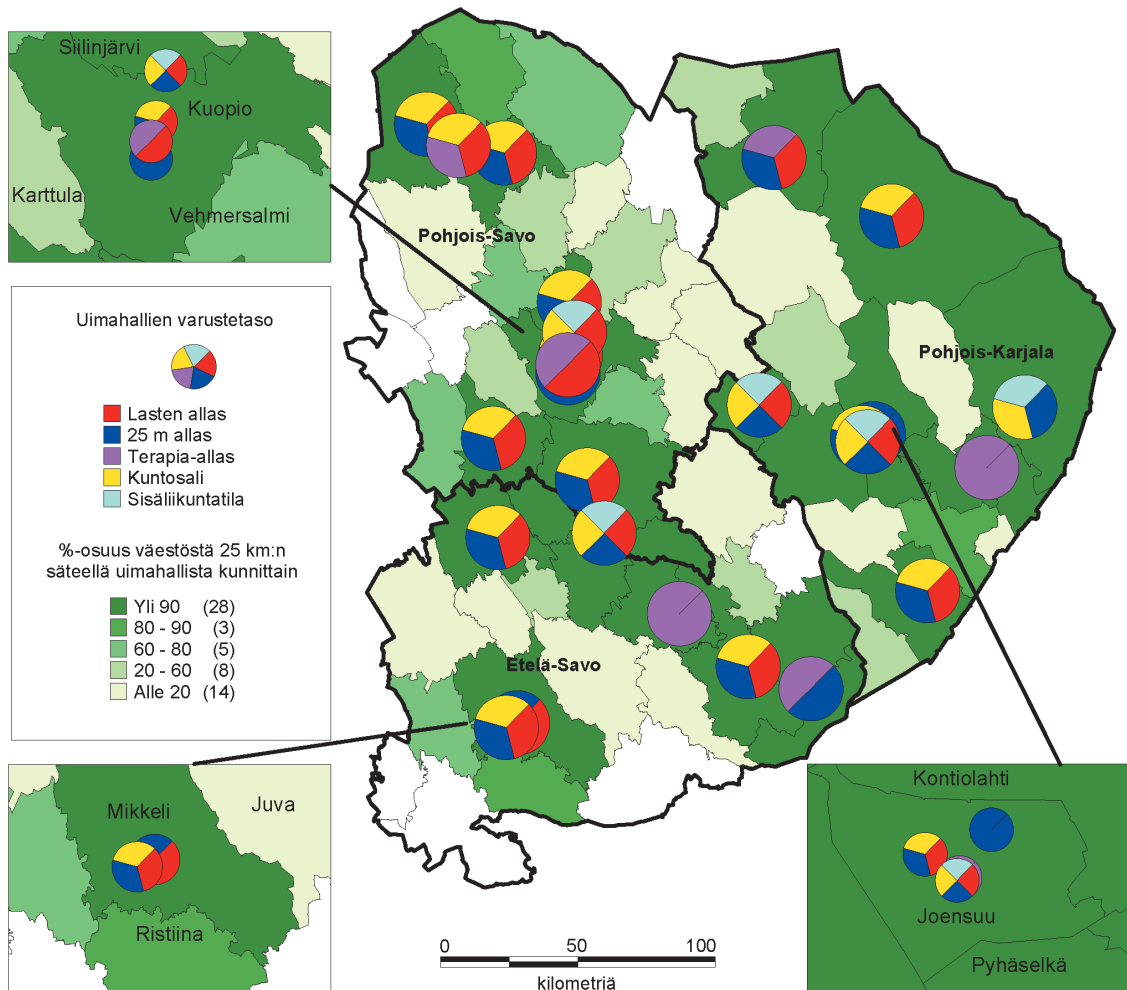 Siilinjärvi
Kuopio
Karttula
Vehmersalmi
Uimahallien varustetaso
Lasten allas
25 m allas
Terapia-allas
Kuntosali
Sisäliikuntatila
%-osuus väestöstä 25 km:n
säteellä uimahallista kunnittain
Yli 90 (28)
80 - 90 (3)
60 - 80 (5)
20 - 60 (8)
Alle 20 (14)
Pohjois-Savo
Pohjois-Karjala
Etelä-Savo
Mikkeli
Juva
Ristiina
0 50 100
kilometriä
Kontiolahti
Joensuu
Pyhäselkä